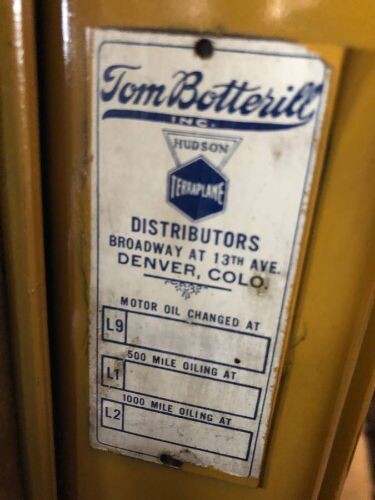 Tom Botterill
INC.
HUDSON
TERRAPLANE
DISTRIBUTORS
BROADWAY AT 13TH AVE.
DENVER, COLO.
MOTOR OIL CHANGED AT
L9
500 MILE OILING AT
L1
1000 MILE OILING AT
L2